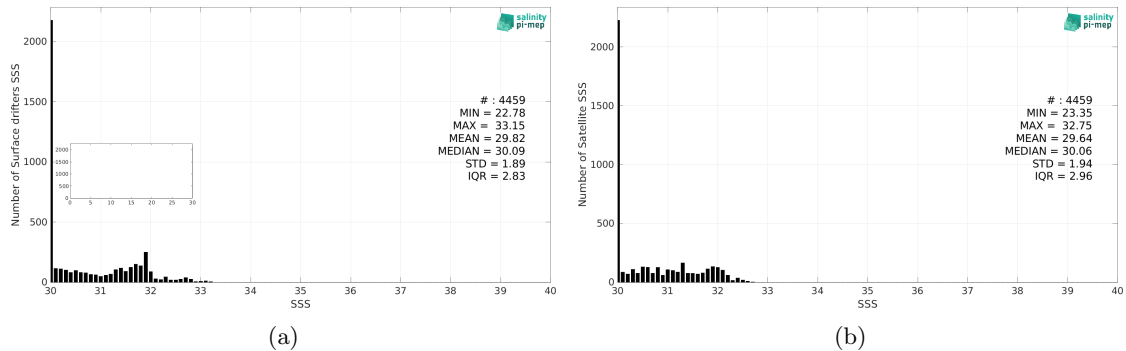 salinity
pi-mep
Number of Surface drifters SSS
2000
1500
1000
500
0
# : 4459
MIN = 22.78
MAX = 33.15
MEAN = 29.82
MEDIAN = 30.09
STD = 1.89
IQR = 2.83
2000
1500
1000
500
0
0 5 10 15 20 25 30
30 31 32 33 34 35 36 37 38 39 40
SSS
(a)
salinity
pi-mep
Number of Satellite SSS
2000
1500
1000
500
0
# : 4459
MIN = 23.35
MAX = 32.75
MEAN = 29.64
MEDIAN = 30.06
STD = 1.94
IQR = 2.96
30 31 32 33 34 35 36 37 38 39 40
SSS
(b)